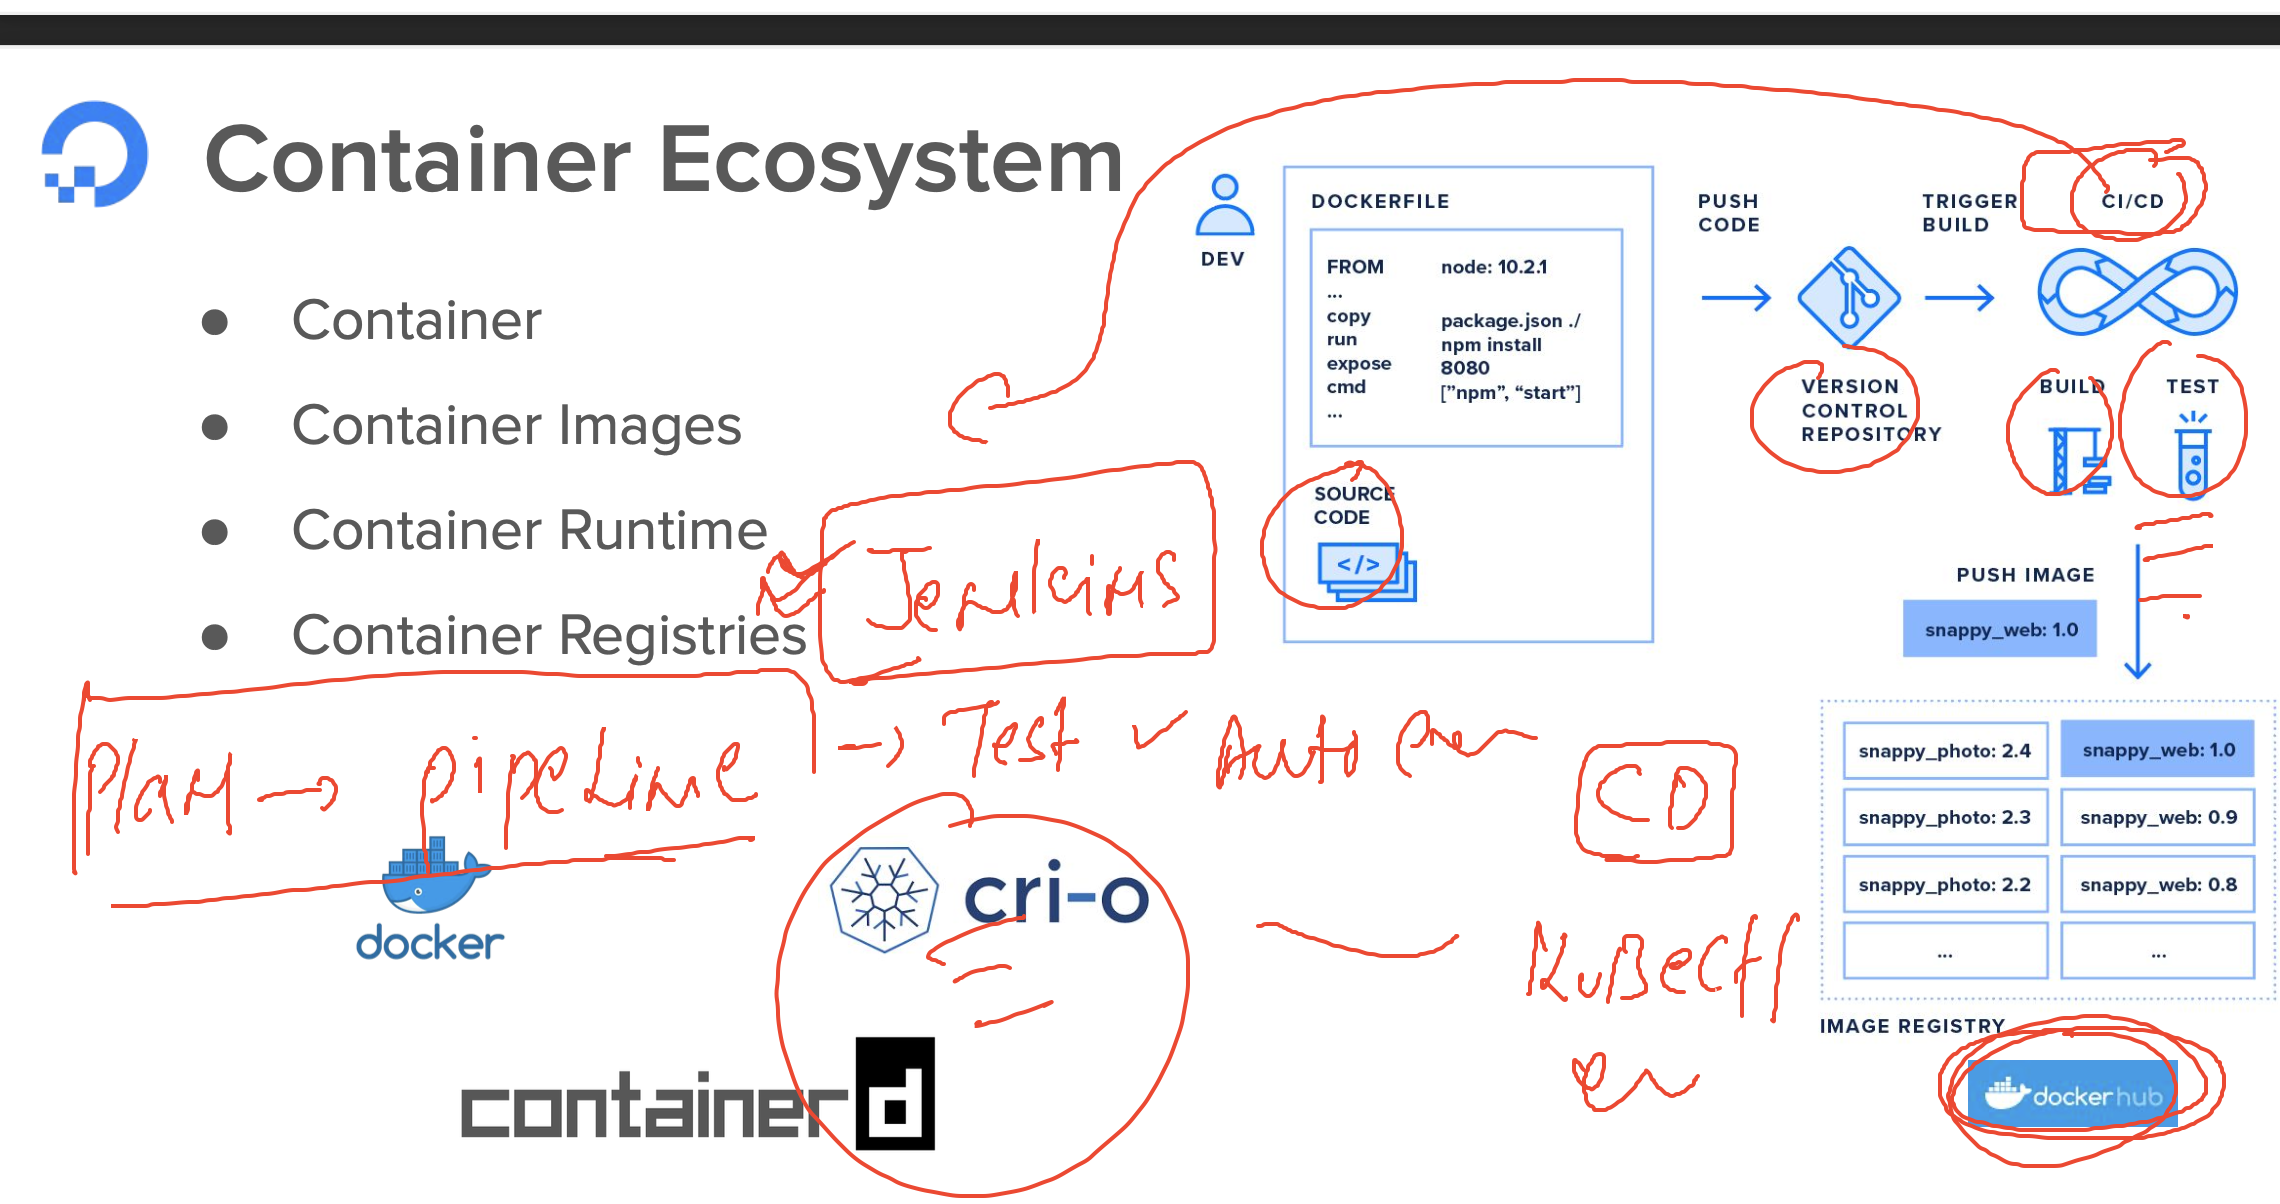 Container Ecosystem
Container
Container Images
Container Runtime
Container Registries
Jenkins
Plan → pipeline → Test ✓ Auto
CD
Kubectl
docker
cri-o
containerd
DEV
DOCKERFILE
FROM node: 10.2.1
...
copy package.json ./
run npm install
expose 8080
cmd ["npm", “start”]
...
SOURCE
CODE
</>
PUSH
CODE
VERSION
CONTROL
REPOSITORY
TRIGGER
BUILD
CI/CD
BUILD TEST
PUSH IMAGE
snappy_web: 1.0
snappy_photo: 2.4 snappy_web: 1.0
snappy_photo: 2.3 snappy_web: 0.9
snappy_photo: 2.2 snappy_web: 0.8
... ...
IMAGE REGISTRY
dockerhub